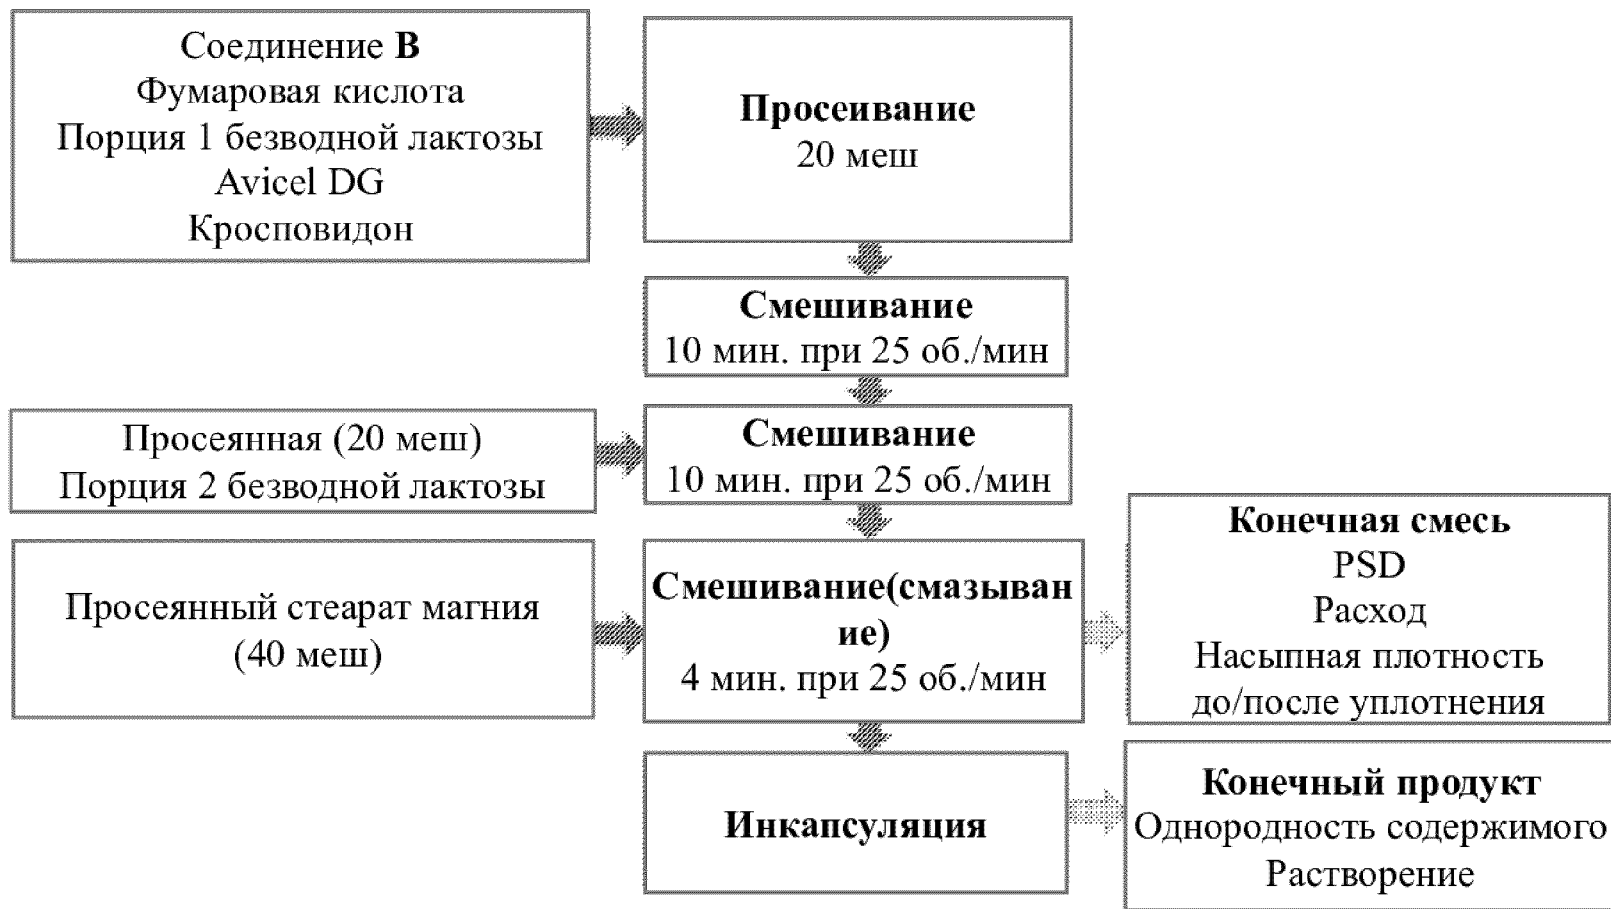 Соединение В
Фумаровая кислота
Порция 1 безводной лактозы
Avicel DG
Кросповидон
Просеивание
20 меш
Смешивание
10 мин. при 25 об./мин
Просеянная (20 меш)
Порция 2 безводной лактозы
Смешивание
10 мин. при 25 об./мин
Просеянный стеарат магния
(40 меш)
Смешивание(смазыван
ие)
4 мин. при 25 об./мин
Конечная смесь
PSD
Расход
Насыпная плотность
до/после уплотнения
Инкапсуляция
Конечный продукт
Однородность содержимого
Растворение